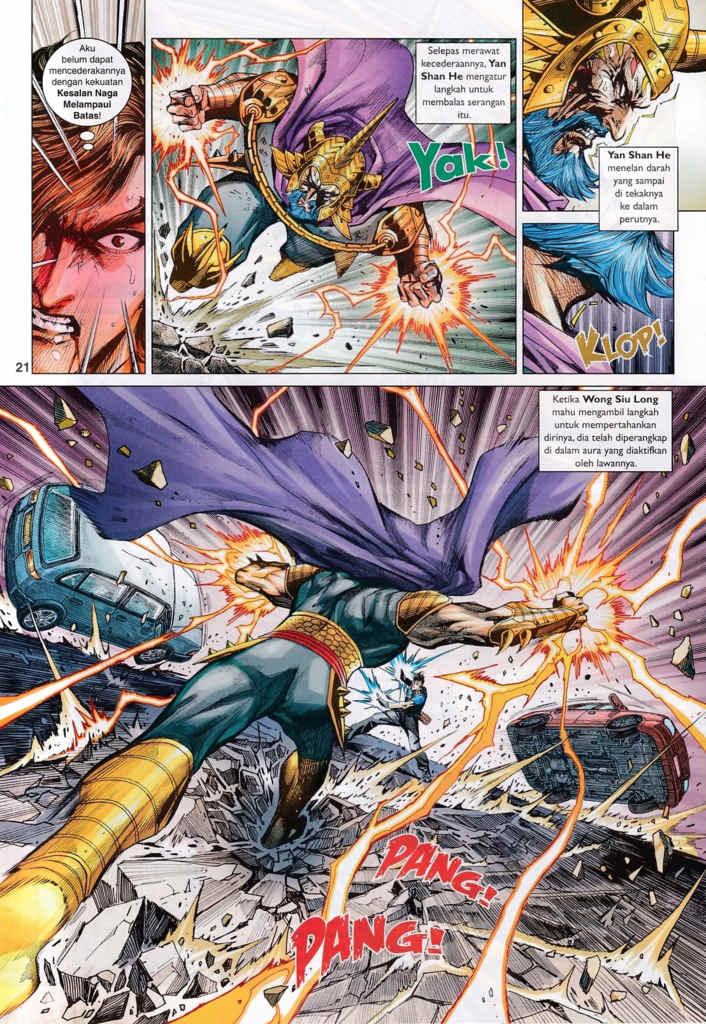 Aku
belum dapat
mencederakannya
dengan kekuatan
Kesalan Naga
Melampaui
Batas!
Selepas merawat
kecederaannya, Yan
Shan He mengatur
langkah untuk
membalas serangan
itu.
Yak!
Yan Shan He
menelan darah
yang sampai
di tekaknya
ke dalam
perutnya.
KLOP!
21
Ketika Wong Siu Long
mahu mengambil langkah
untuk mempertahankan
dirinya, dia telah diperangkap
di dalam aura yang diaktifkan
oleh lawannya.
PANG!
PANG!